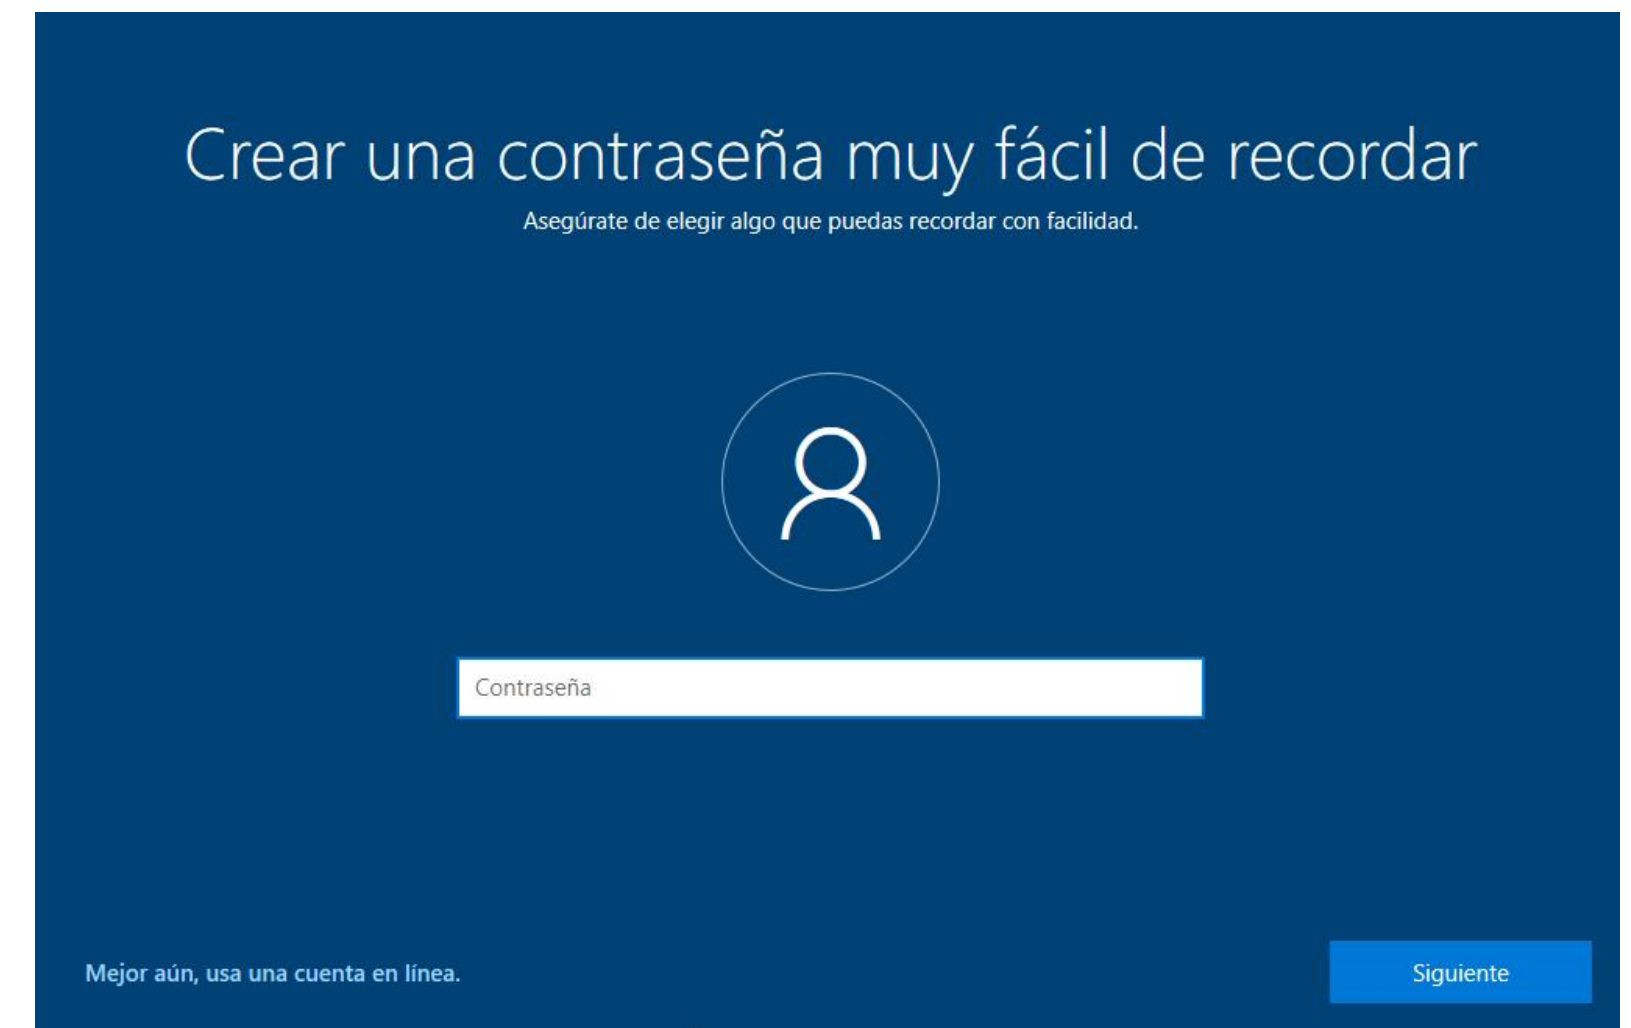 Crear una contraseña muy fácil de recordar
Asegúrate de elegir algo que puedas recordar con facilidad.
Contraseña
Mejor aún, usa una cuenta en línea.
Siguiente